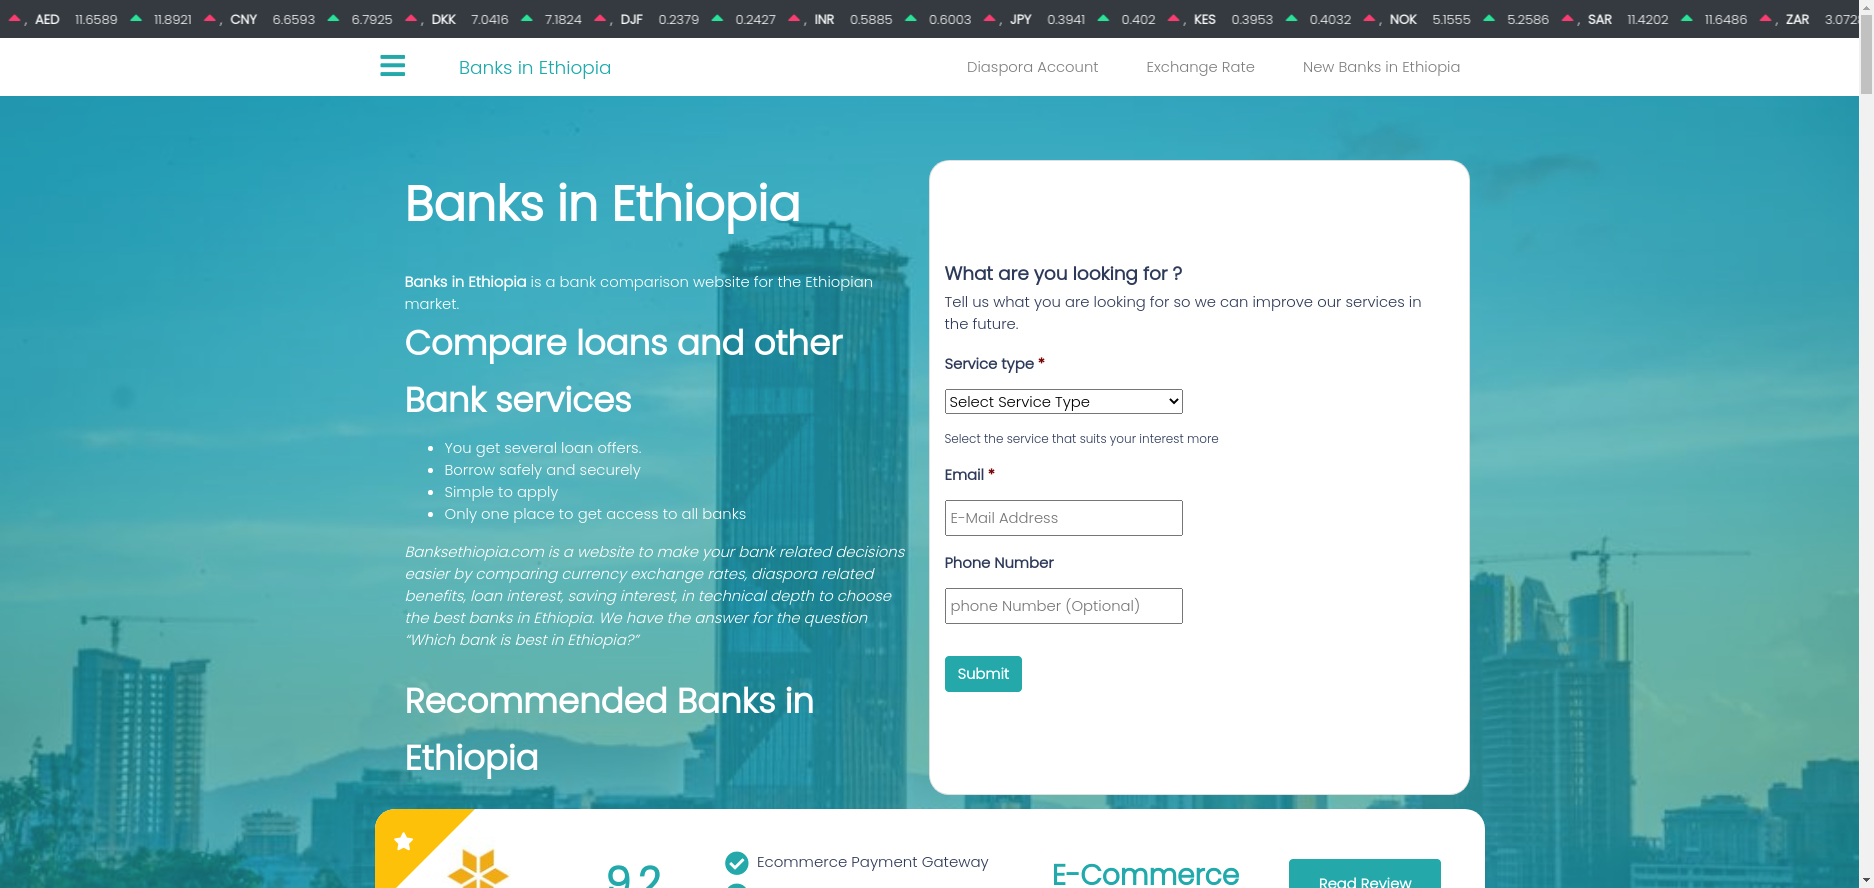 , AED 11.6589 11.8921 , CNY 6.6593 6.7925 , DKK 7.0416 7.1824 , DJF 0.2379 0.2427 , INR 0.5885 0.6003 , JPY 0.3941 0.402 , KES 0.3953 0.4032 , NOK 5.1555 5.2586 , SAR 11.4202 11.6486 , ZAR
Banks in Ethiopia Diaspora Account Exchange Rate New Banks in Ethiopia
Banks in Ethiopia
Banks in Ethiopia is a bank comparison website for the Ethiopian
market.
Compare loans and other
Bank services
You get several loan offers.
Borrow safely and securely
Simple to apply
Only one place to get access to all banks
Banksethiopia.com is a website to make your bank related decisions
easier by comparing currency exchange rates, diaspora related
benefits, loan interest, saving interest, in technical depth to choose
the best banks in Ethiopia. We have the answer for the question
“Which bank is best in Ethiopia?”
Recommended Banks in
Ethiopia
What are you looking for ?
Tell us what you are looking for so we can improve our services in
the future.
Service type *
Select Service Type
Select the service that suits your interest more
Email *
E-Mail Address
Phone Number
phone Number (Optional)
Submit
9.2
Ecommerce Payment Gateway
E-Commerce
Read Review